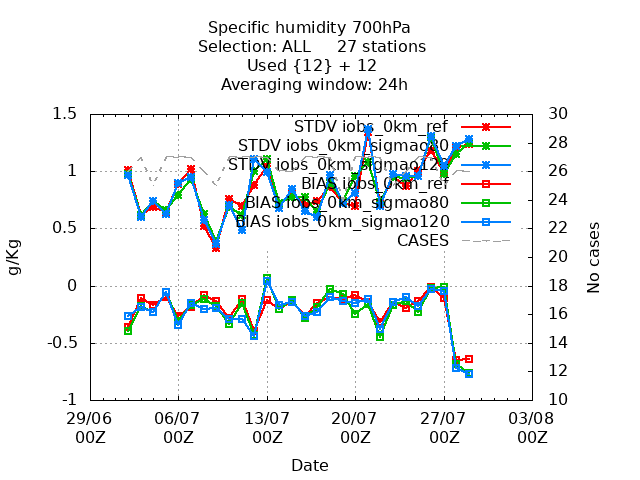 Specific humidity 700hPa
Selection: ALL 27 stations
Used {12} + 12
Averaging window: 24h
1.5
1
0.5
0
-0.5
-1
g/Kg
30
28
26
24
22
20
18
16
14
12
10
No cases
STDV iobs_0km_ref
STDV iobs_0km_sigmao80
STDV iobs_0km_sigmao120
BIAS iobs_0km_ref
BIAS iobs_0km_sigmao80
BIAS iobs_0km_sigmao120
CASES
29/06 06/07 13/07 20/07 27/07 03/08
00Z 00Z 00Z 00Z 00Z 00Z
Date